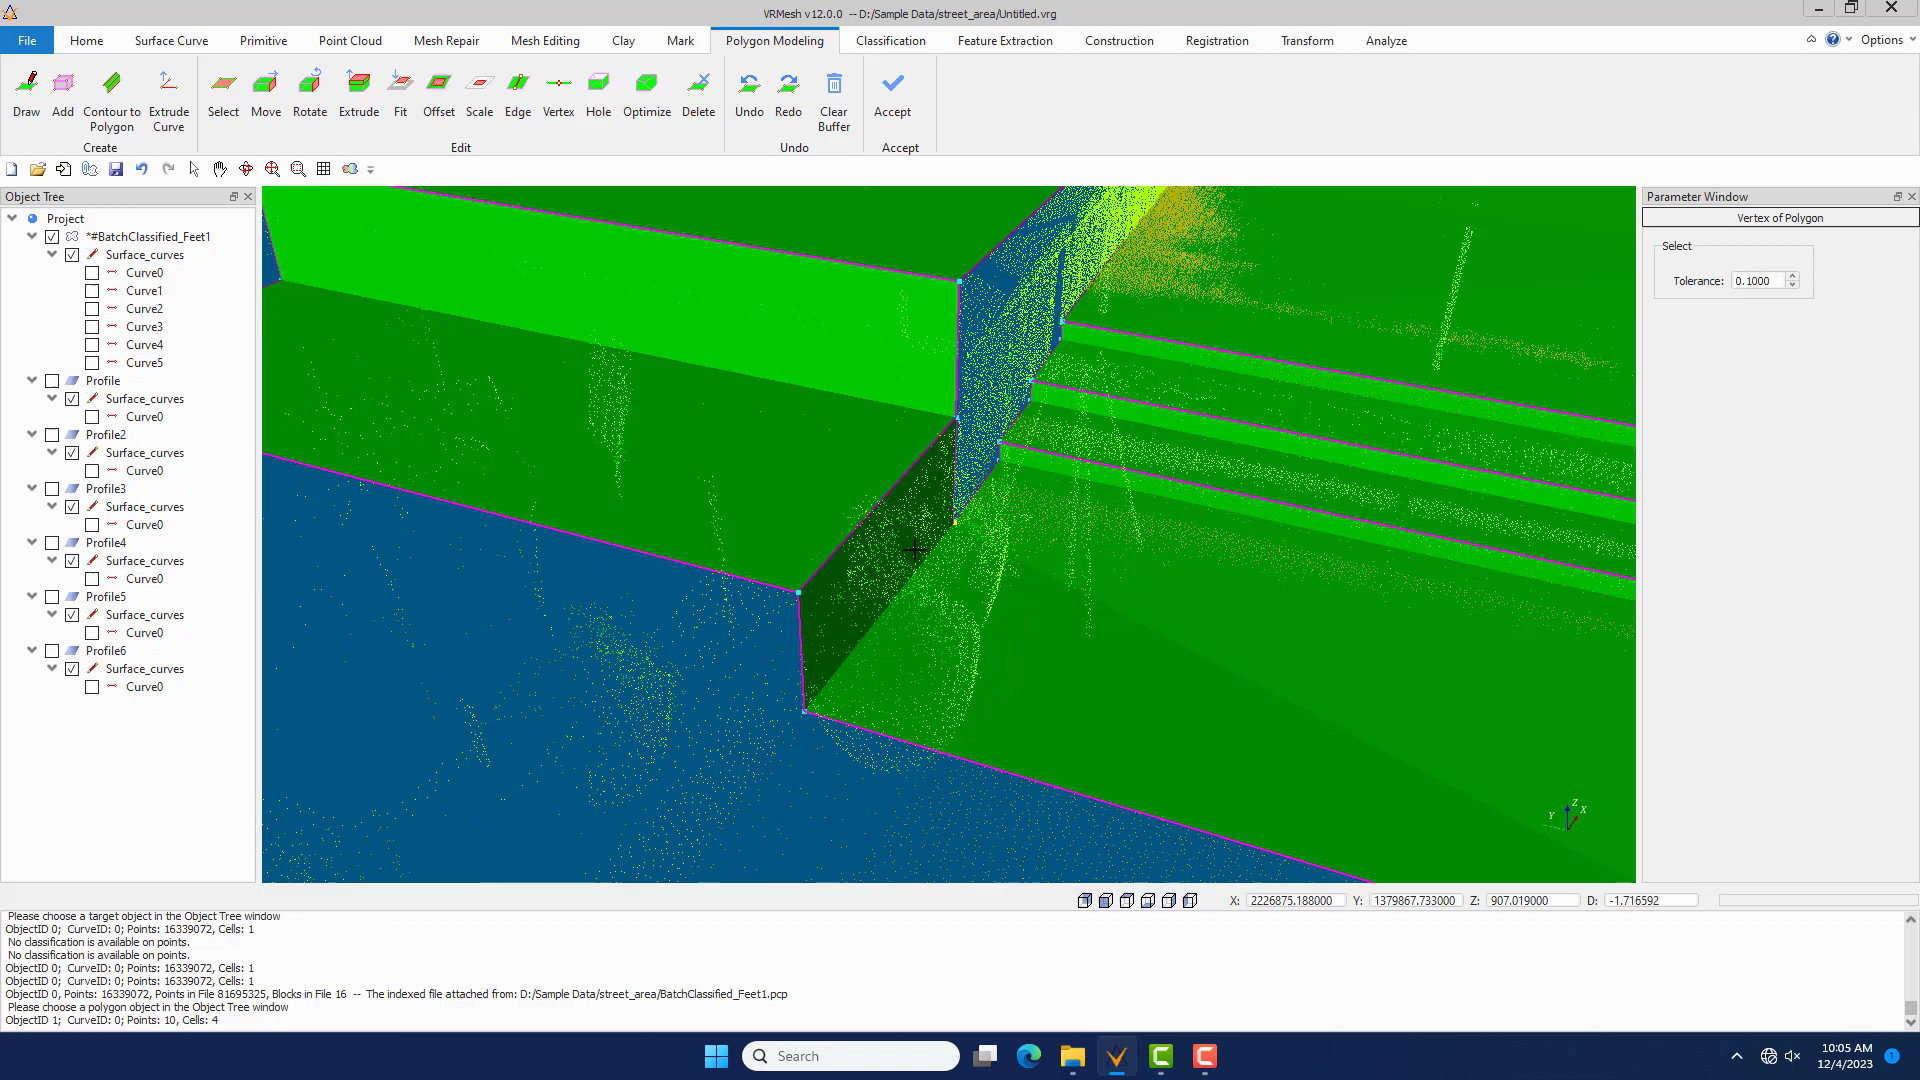 VRMesh v12.0.0 -- D:/Sample Data/street_area/Untitled.vrg
File Home Surface Curve Primitive Point Cloud Mesh Repair Mesh Editing Clay Mark Polygon Modeling Classification Feature Extraction Construction Registration Transform Analyze Options
Draw Add Contour to Polygon Extrude Curve Select Move Rotate Extrude Fit Offset Scale Edge Vertex Hole Optimize Delete Undo Redo Clear Buffer Accept
Create Edit Undo Accept
Object Tree
Project
*#BatchClassified_Feet1
Surface_curves
Curve0
Curve1
Curve2
Curve3
Curve4
Curve5
Profile
Surface_curves
Curve0
Profile2
Surface_curves
Curve0
Profile3
Surface_curves
Curve0
Profile4
Surface_curves
Curve0
Profile5
Surface_curves
Curve0
Profile6
Surface_curves
Curve0
Parameter Window
Vertex of Polygon
Select
Tolerance: 0.1000
Z
X
Y
X: 2226875.188000 Y: 1379867.733000 Z: 907.019000 D: -1.716592
Please choose a target object in the Object Tree window
ObjectID 0; CurveID: 0; Points: 16339072, Cells: 1
No classification is available on points.
No classification is available on points.
ObjectID 0; CurveID: 0; Points: 16339072, Cells: 1
ObjectID 0; CurveID: 0; Points: 16339072, Cells: 1
ObjectID 0, Points: 16339072, Points in File 81695325, Blocks in File 16 -- The indexed file attached from: D:/Sample Data/street_area/BatchClassified_Feet1.pcp
Please choose a polygon object in the Object Tree window
ObjectID 1; CurveID: 0; Points: 10, Cells: 4
Search
10:05 AM
12/4/2023
1